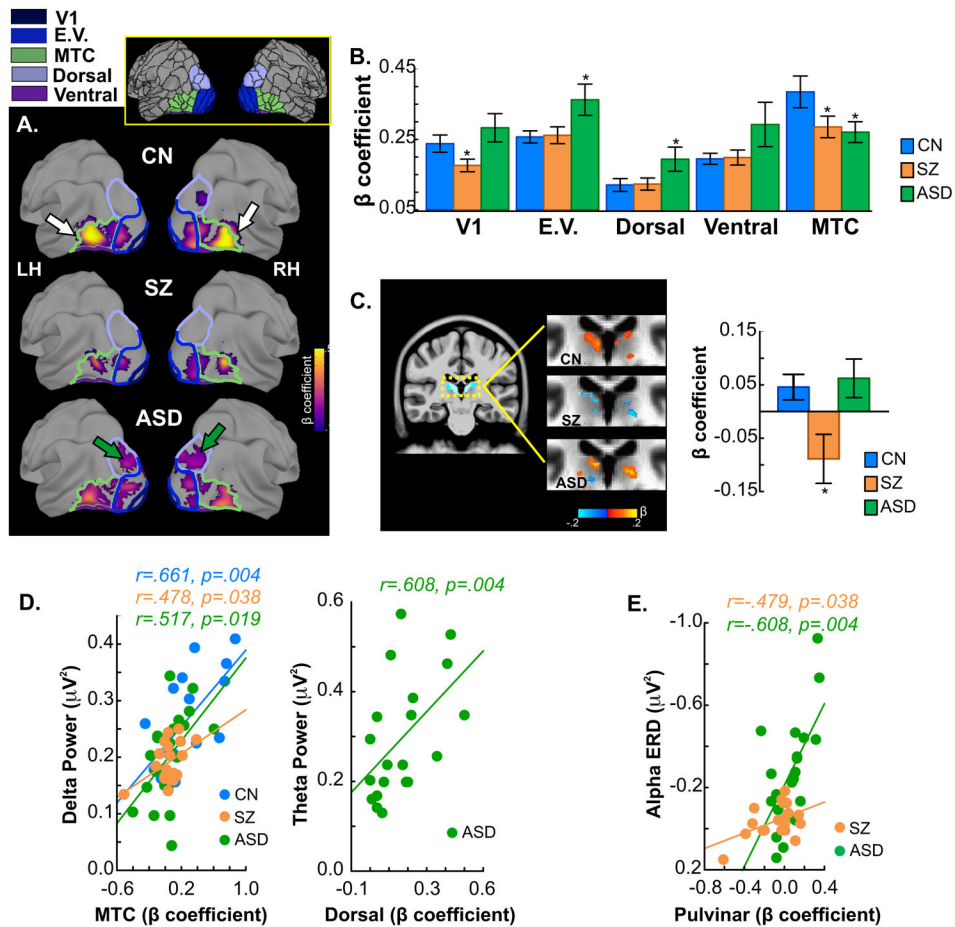 V1
E.V.
MTC
Dorsal
Ventral
A.
CN
LH
RH
SZ
ASD
β coefficient
.5
.1
B.
β coefficient
0.45
0.25
0.05
*
*
*
*
*
V1
E.V.
Dorsal
Ventral
MTC
CN
SZ
ASD
C.
CN
SZ
ASD
β
-.2
.2
β coefficient
0.15
0.05
-0.05
-0.15
*
CN
SZ
ASD
D.
r=.661, p=.004
r=.478, p=.038
r=.517, p=.019
Delta Power (μV²)
0.4
0.3
0.2
0.1
0.0
-0.6
0.2
1.0
MTC (β coefficient)
CN
SZ
ASD
r=.608, p=.004
Theta Power (μV²)
0.6
0.4
0.2
0.0
-0.1
0.3
0.6
Dorsal (β coefficient)
ASD
E.
r=-.479, p=.038
r=-.608, p=.004
Alpha ERD (μV²)
-1.0
-0.6
-0.2
0.2
-0.8
-0.4
0.0
0.4
Pulvinar (β coefficient)
SZ
ASD